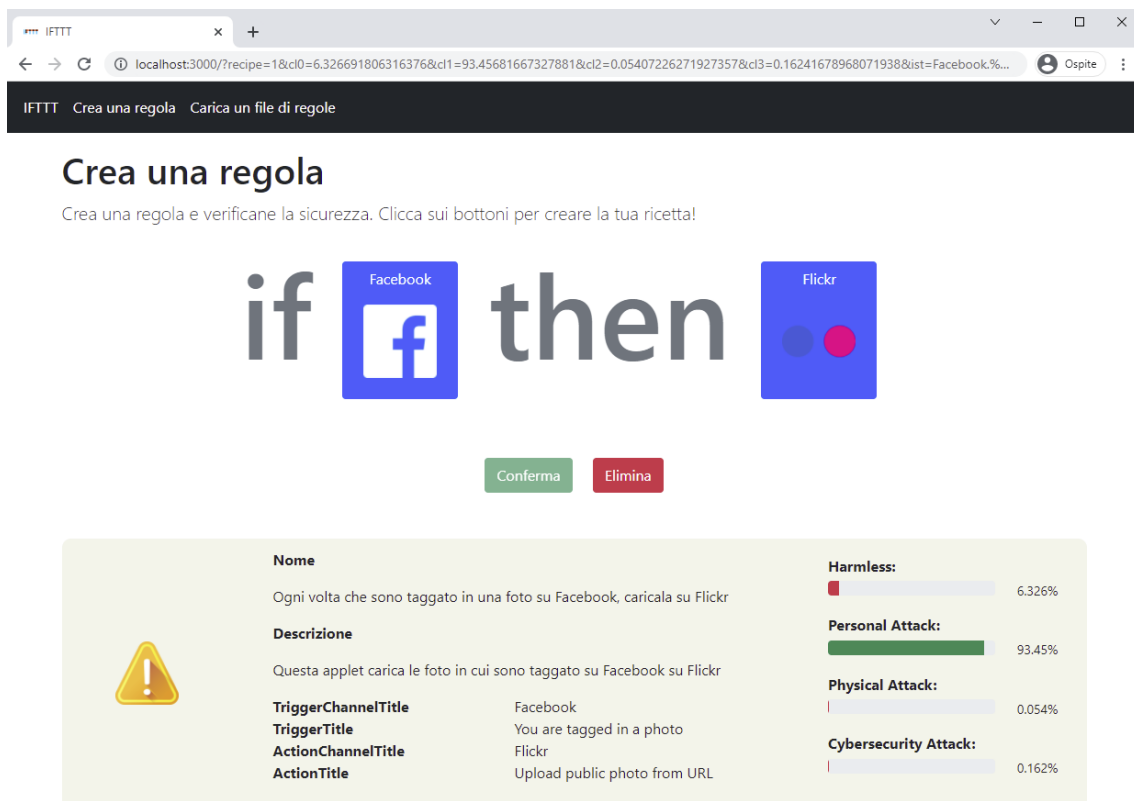 IFTTT
localhost:3000/?recipe=1&cl0=6.326691806316376&cl1=93.45681667327881&cl2=0.05407226271927357&cl3=0.16241678968071938&ist=Facebook.%...
Ospite
IFTTT Crea una regola Carica un file di regole
Crea una regola
Crea una regola e verificane la sicurezza. Clicca sui bottoni per creare la tua ricetta!
if Facebook then Flickr
Conferma Elimina
Nome
Ogni volta che sono taggato in una foto su Facebook, caricala su Flickr
Descrizione
Questa applet carica le foto in cui sono taggato su Facebook su Flickr
TriggerChannelTitle Facebook
TriggerTitle You are tagged in a photo
ActionChannelTitle Flickr
ActionTitle Upload public photo from URL
Harmless:
6.326%
Personal Attack:
93.45%
Physical Attack:
0.054%
Cybersecurity Attack:
0.162%